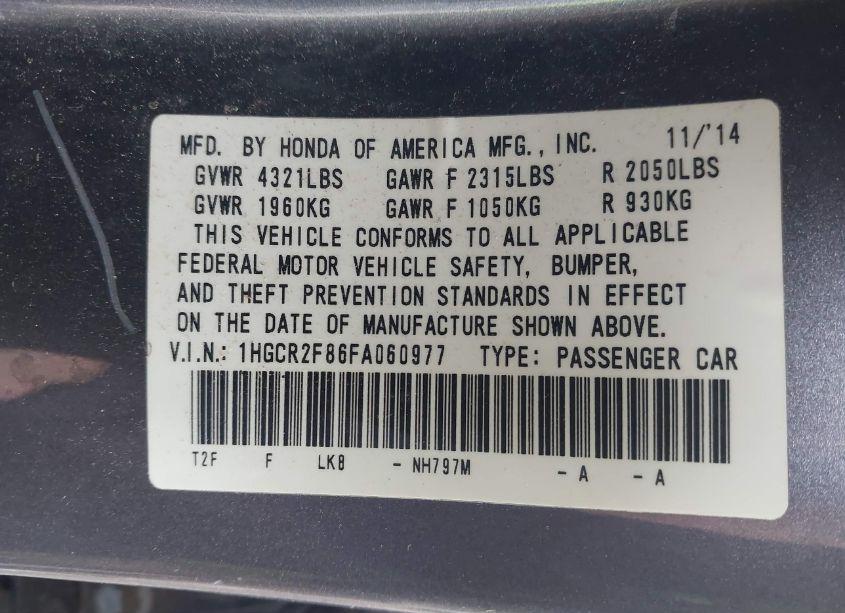 MFD. BY HONDA OF AMERICA MFG., INC. 11/'14
GVWR 4321LBS GAWR F 2315LBS R 2050LBS
GVWR 1960KG GAWR F 1050KG R 930KG
THIS VEHICLE CONFORMS TO ALL APPLICABLE
FEDERAL MOTOR VEHICLE SAFETY, BUMPER,
AND THEFT PREVENTION STANDARDS IN EFFECT
ON THE DATE OF MANUFACTURE SHOWN ABOVE.
V.I.N.: 1HGCR2F86FA060977 TYPE: PASSENGER CAR
T2F F LK8 - NH797M - A - A